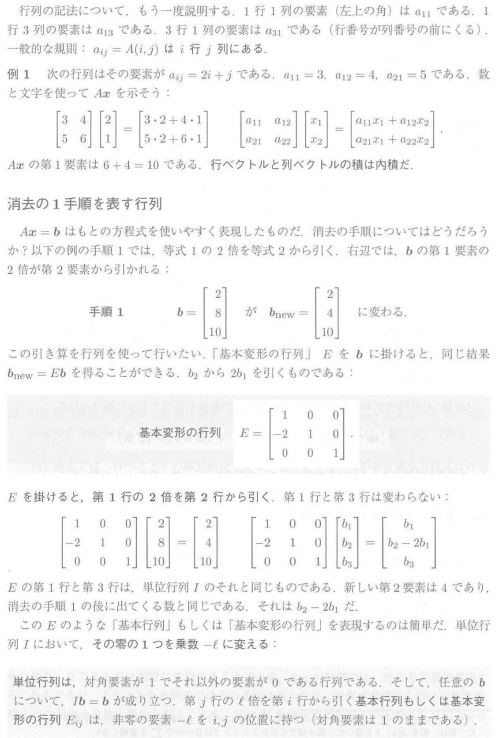 行列の記法について，もう一度説明する．1 行 1 列の要素（左上の角）は a₁₁ である．1
行 3 列の要素は a₁₃ である．3 行 1 列の要素は a₃₁ である（行番号が列番号の前にくる）．
一般的な規則：aᵢⱼ = A(i, j) は i 行 j 列にある．
例 1 次の行列はその要素が aᵢⱼ = 2i + j である．a₁₁ = 3，a₁₂ = 4，a₂₁ = 5 である．数
と文字を使って Ax を示そう：
[3 4; 5 6] [2; 1] = [3·2+4·1; 5·2+6·1] [a₁₁ a₁₂; a₂₁ a₂₂] [x₁; x₂] = [a₁₁x₁ + a₁₂x₂; a₂₁x₁ + a₂₂x₂] .
Ax の第 1 要素は 6 + 4 = 10 である．行ベクトルと列ベクトルの積は内積だ．
消去の 1 手順を表す行列
Ax = b はもとの方程式を使いやすく表現したものだ．消去の手順についてはどうだろう
か？以下の例の手順 1 では，等式 1 の 2 倍を等式 2 から引く．右辺では，b の第 1 要素の
2 倍が第 2 要素から引かれる：
手順 1 b = [2; 8; 10] が b_new = [2; 4; 10] に変わる．
この引き算を行列を使って行いたい．「基本変形の行列」 E を b に掛けると，同じ結果
b_new = Eb を得ることができる．b₂ から 2b₁ を引くものである：
基本変形の行列 E = [1 0 0; −2 1 0; 0 0 1] .
E を掛けると，第 1 行の 2 倍を第 2 行から引く．第 1 行と第 3 行は変わらない：
[1 0 0; −2 1 0; 0 0 1] [2; 8; 10] = [2; 4; 10] [1 0 0; −2 1 0; 0 0 1] [b₁; b₂; b₃] = [b₁; b₂ − 2b₁; b₃]
E の第 1 行と第 3 行は，単位行列 I のそれと同じものである．新しい第 2 要素は 4 であり，
消去の手順 1 の後に出てくる数と同じである．それは b₂ − 2b₁ だ．
この E のような「基本行列」もしくは「基本変形の行列」を表現するのは簡単だ．単位行
列 I において，その零の 1 つを乗数 −ℓ に変える：
単位行列は，対角要素が 1 でそれ以外の要素が 0 である行列である．そして，任意の b
について，Ib = b が成り立つ．第 j 行の ℓ 倍を第 i 行から引く基本行列もしくは基本変
形の行列 Eᵢⱼ は，非零の要素 −ℓ を i, j の位置に持つ（対角要素は 1 のままである）．